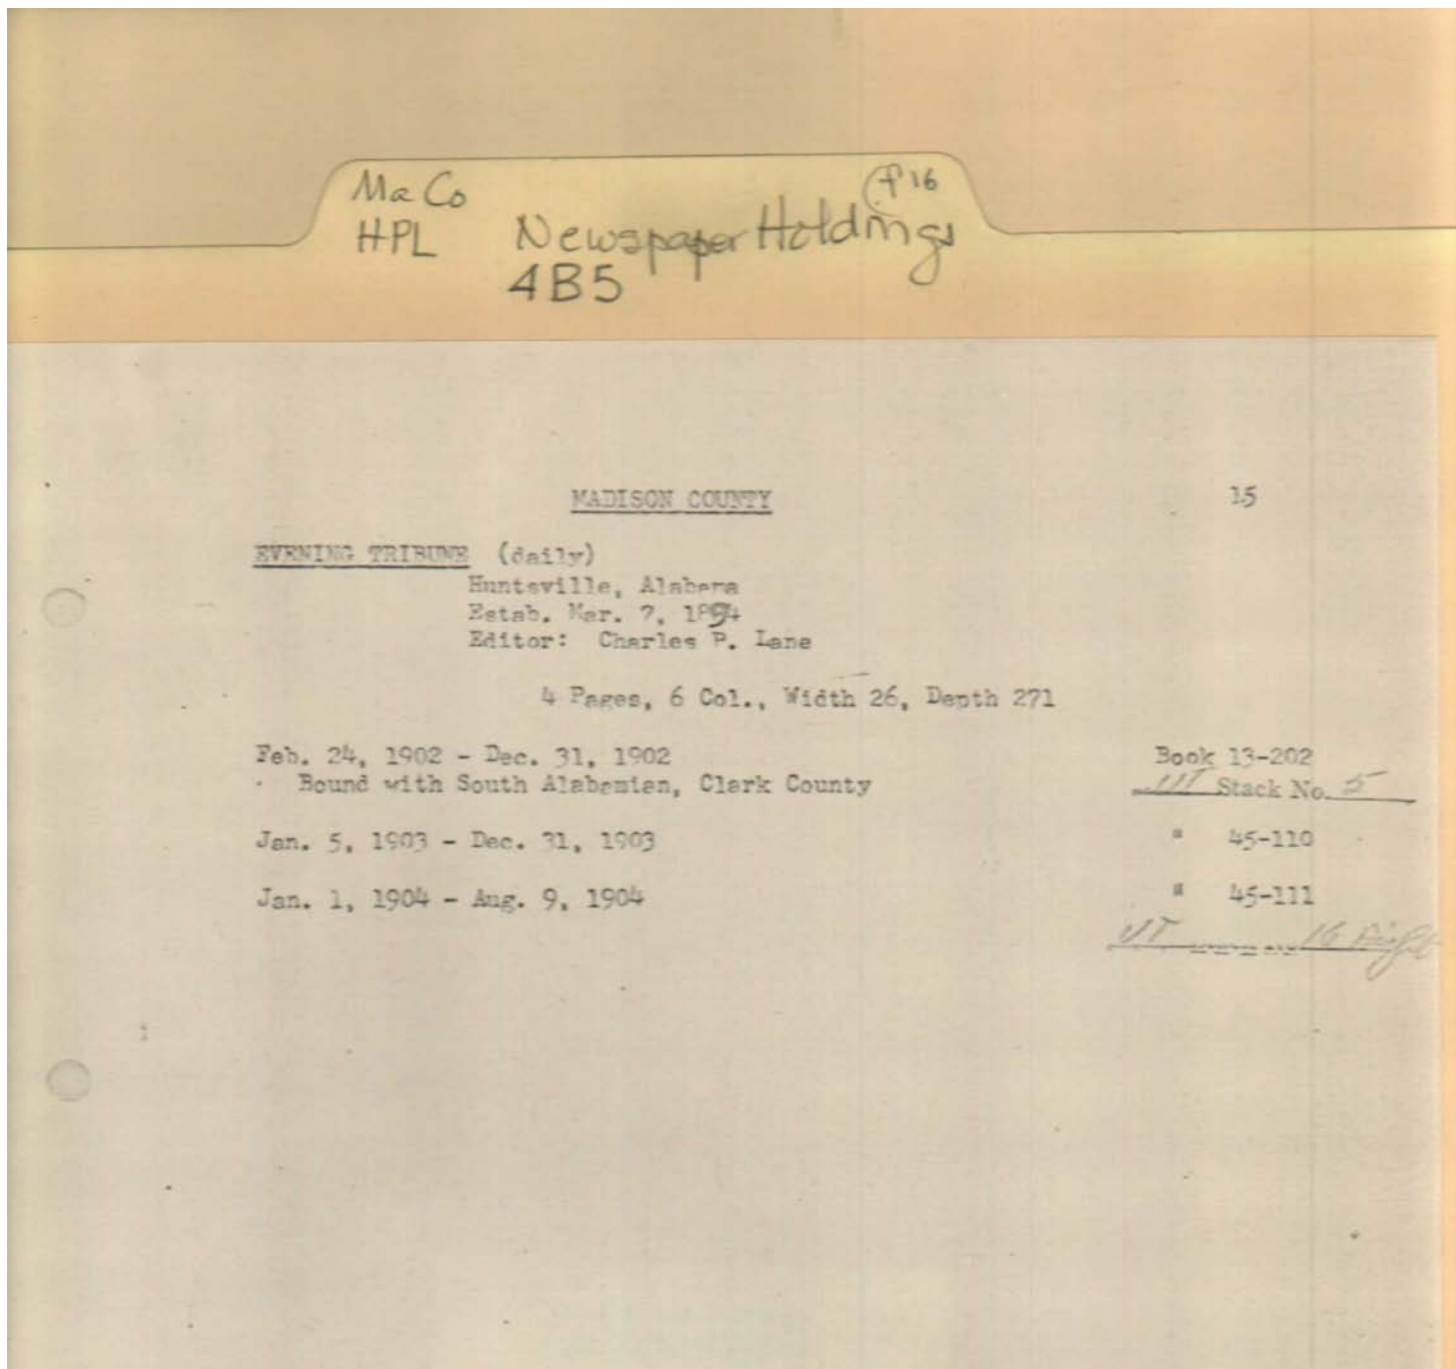 Ma Co
f16
HPL Newspaper Holdings
4B5
MADISON COUNTY 15
EVENING TRIBUNE (daily)
Huntsville, Alabama
Estab. Mar. 7, 1894
Editor: Charles P. Lane
4 Pages, 6 Col., Width 26, Depth 271
Feb. 24, 1902 - Dec. 31, 1902 Book 13-202
Bound with South Alabamian, Clark County III Stack No. 5
Jan. 5, 1903 - Dec. 31, 1903 " 45-110
Jan. 1, 1904 - Aug. 9, 1904 " 45-111
16